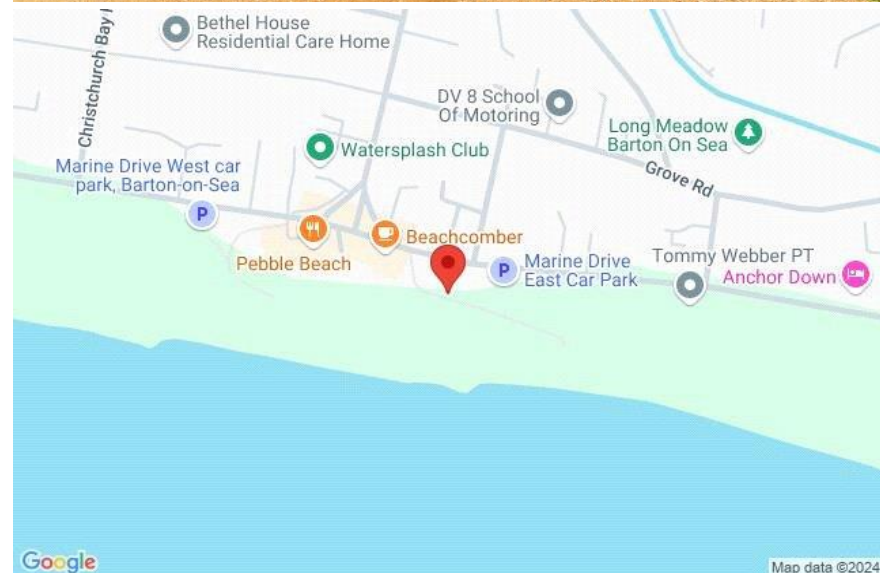 Bethel House
Residential Care Home
Christchurch Bay
DV 8 School
Of Motoring
Long Meadow
Barton On Sea
Watersplash Club
Marine Drive West car
park, Barton-on-Sea
P
Grove Rd
Pebble Beach
Beachcomber
P
Marine Drive
East Car Park
Tommy Webber PT
Anchor Down
Google
Map data ©2024